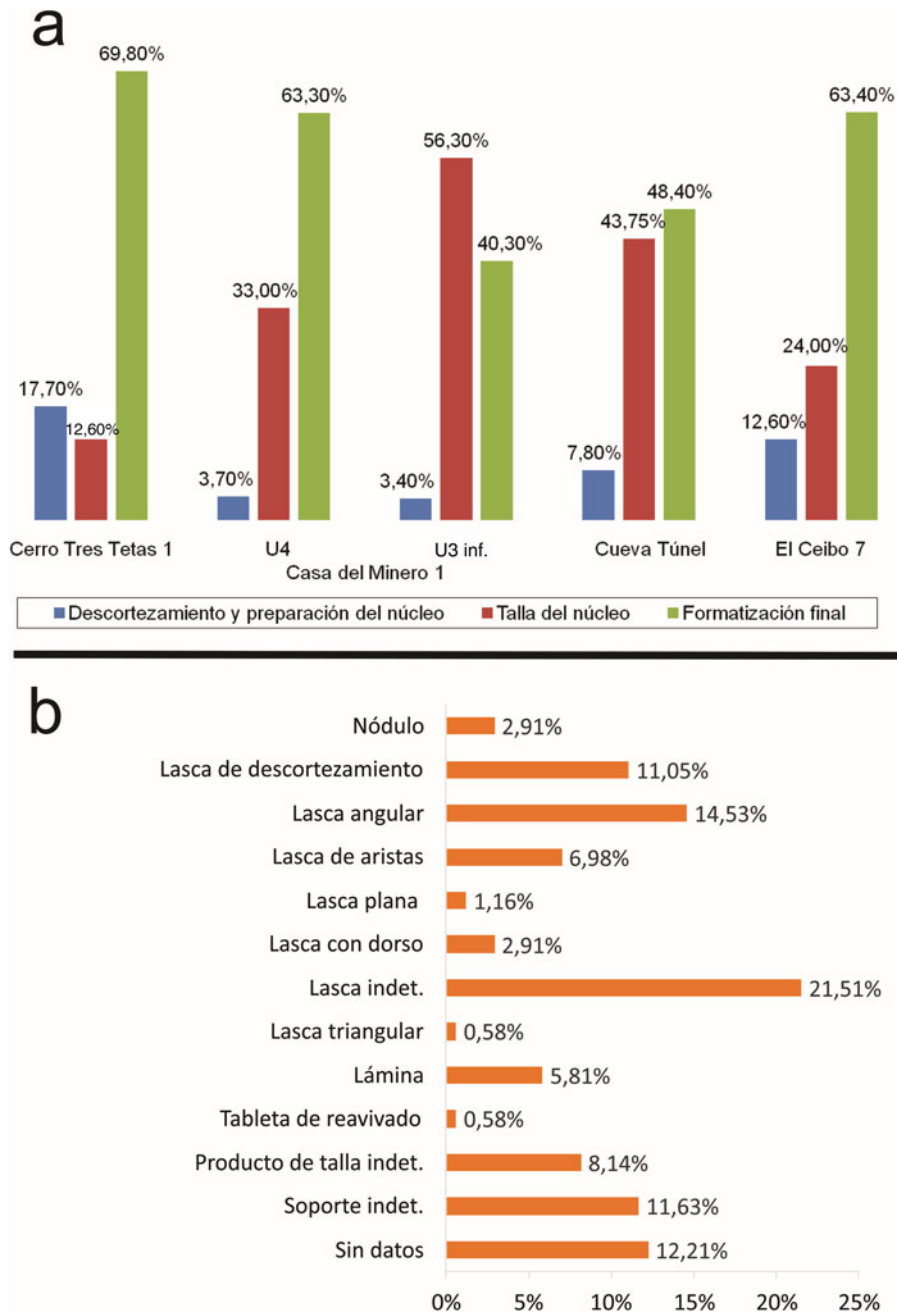 a
69,80%
63,30%
63,40%
56,30%
48,40%
43,75%
40,30%
33,00%
24,00%
17,70%
12,60%
12,60%
7,80%
3,70%
3,40%
Cerro Tres Tetas 1
U4
U3 inf.
Cueva Túnel
El Ceibo 7
Casa del Minero 1
Descortezamiento y preparación del núcleo
Talla del núcleo
Formatización final
b
Nódulo 2,91%
Lasca de descortezamiento 11,05%
Lasca angular 14,53%
Lasca de aristas 6,98%
Lasca plana 1,16%
Lasca con dorso 2,91%
Lasca indet. 21,51%
Lasca triangular 0,58%
Lámina 5,81%
Tableta de reavivado 0,58%
Producto de talla indet. 8,14%
Soporte indet. 11,63%
Sin datos 12,21%
0% 5% 10% 15% 20% 25%